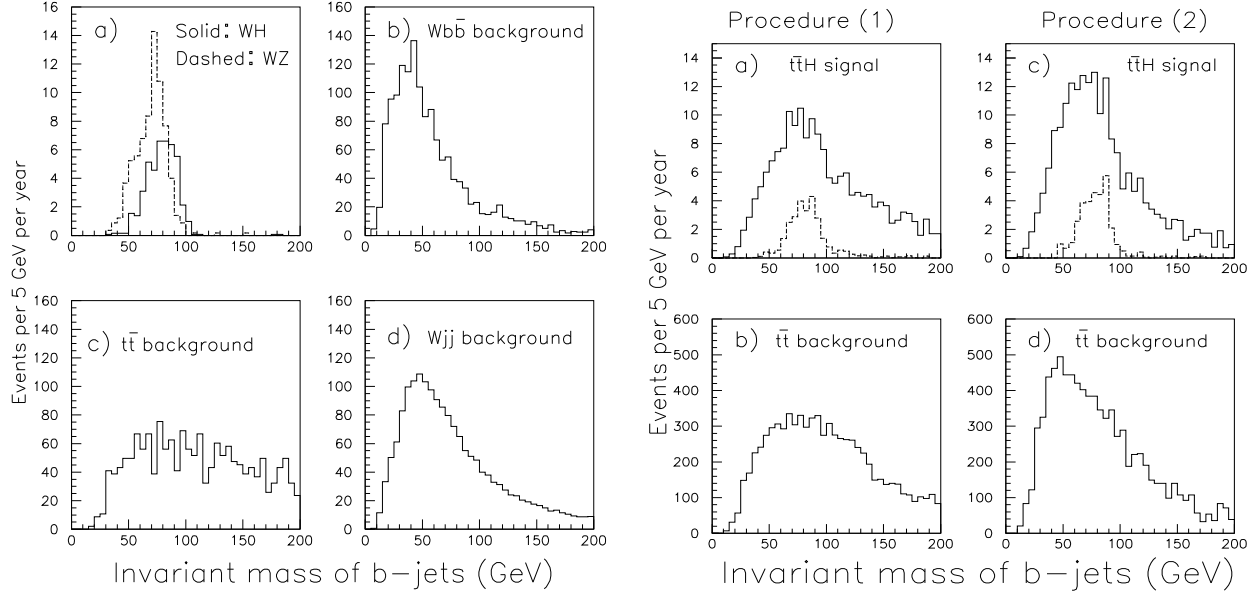 Events per 5 GeV per year
a)
Solid: WH
Dashed: WZ
16
14
12
10
8
6
4
2
0
0 50 100 150 200
b) Wbb̄ background
160
140
120
100
80
60
40
20
0
0 50 100 150 200
c) tt̄ background
160
140
120
100
80
60
40
20
0
0 50 100 150 200
d) Wjj background
160
140
120
100
80
60
40
20
0
0 50 100 150 200
Invariant mass of b-jets (GeV)
Procedure (1) Procedure (2)
Events per 5 GeV per year
a) tt̄H signal
14
12
10
8
6
4
2
0
0 50 100 150 200
c) tt̄H signal
14
12
10
8
6
4
2
0
0 50 100 150 200
b) tt̄ background
600
500
400
300
200
100
0
0 50 100 150 200
d) tt̄ background
600
500
400
300
200
100
0
0 50 100 150 200
Invariant mass of b-jets (GeV)